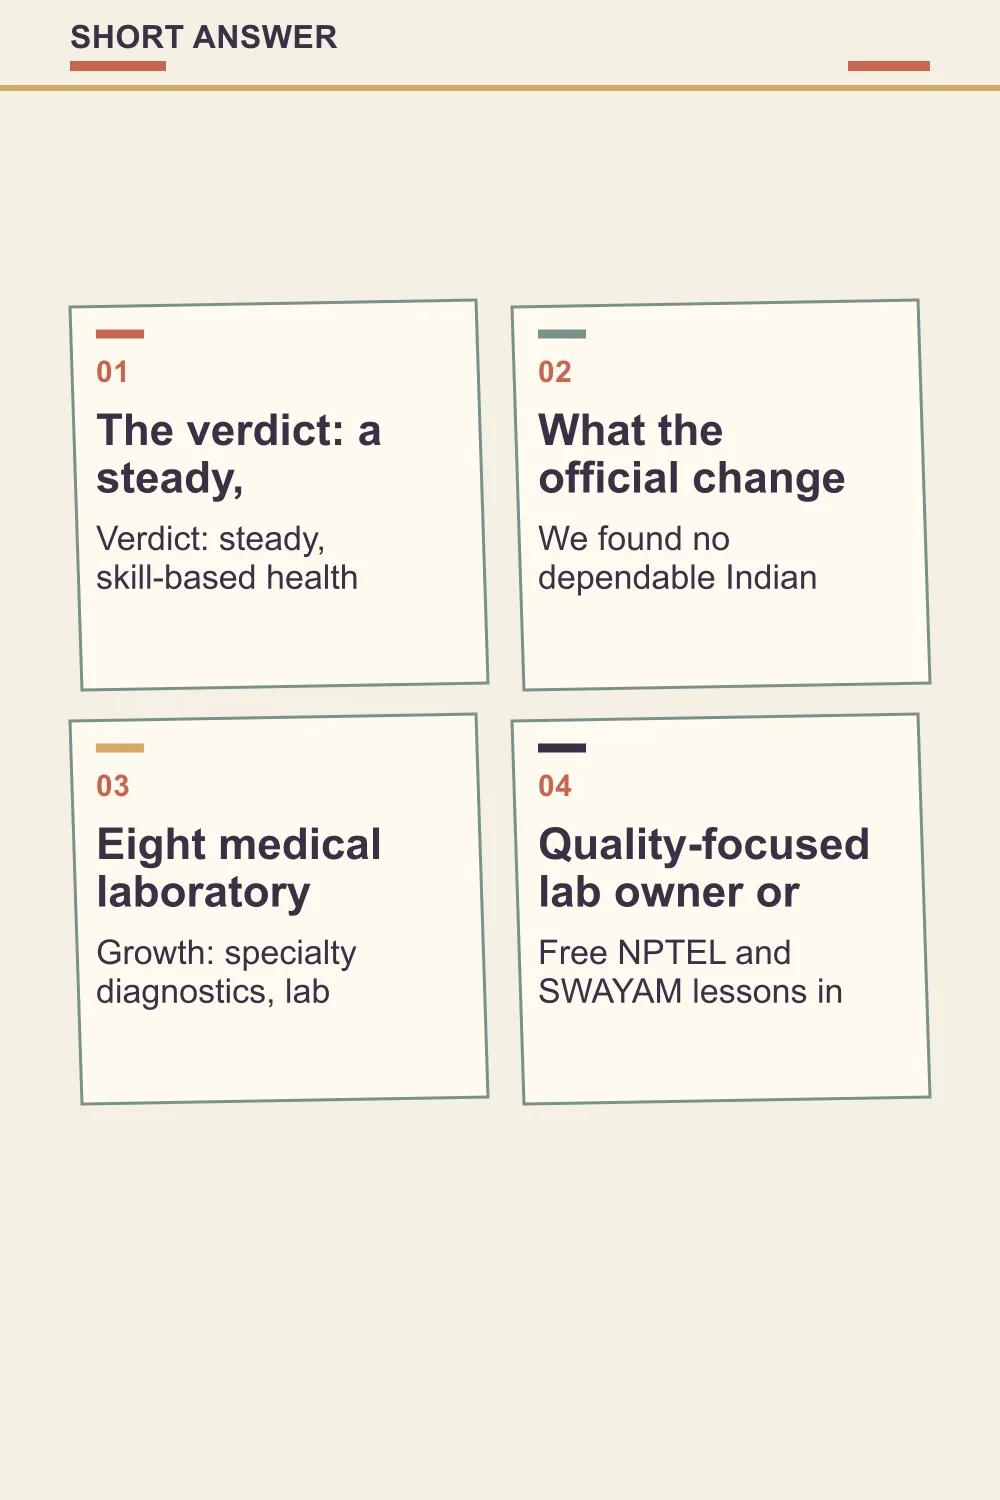 SHORT ANSWER
01
The verdict: a
steady,
Verdict: steady,
skill-based health
02
What the
official change
We found no
dependable Indian
03
Eight medical
laboratory
Growth: specialty
diagnostics, lab
04
Quality-focused
lab owner or
Free NPTEL and
SWAYAM lessons in